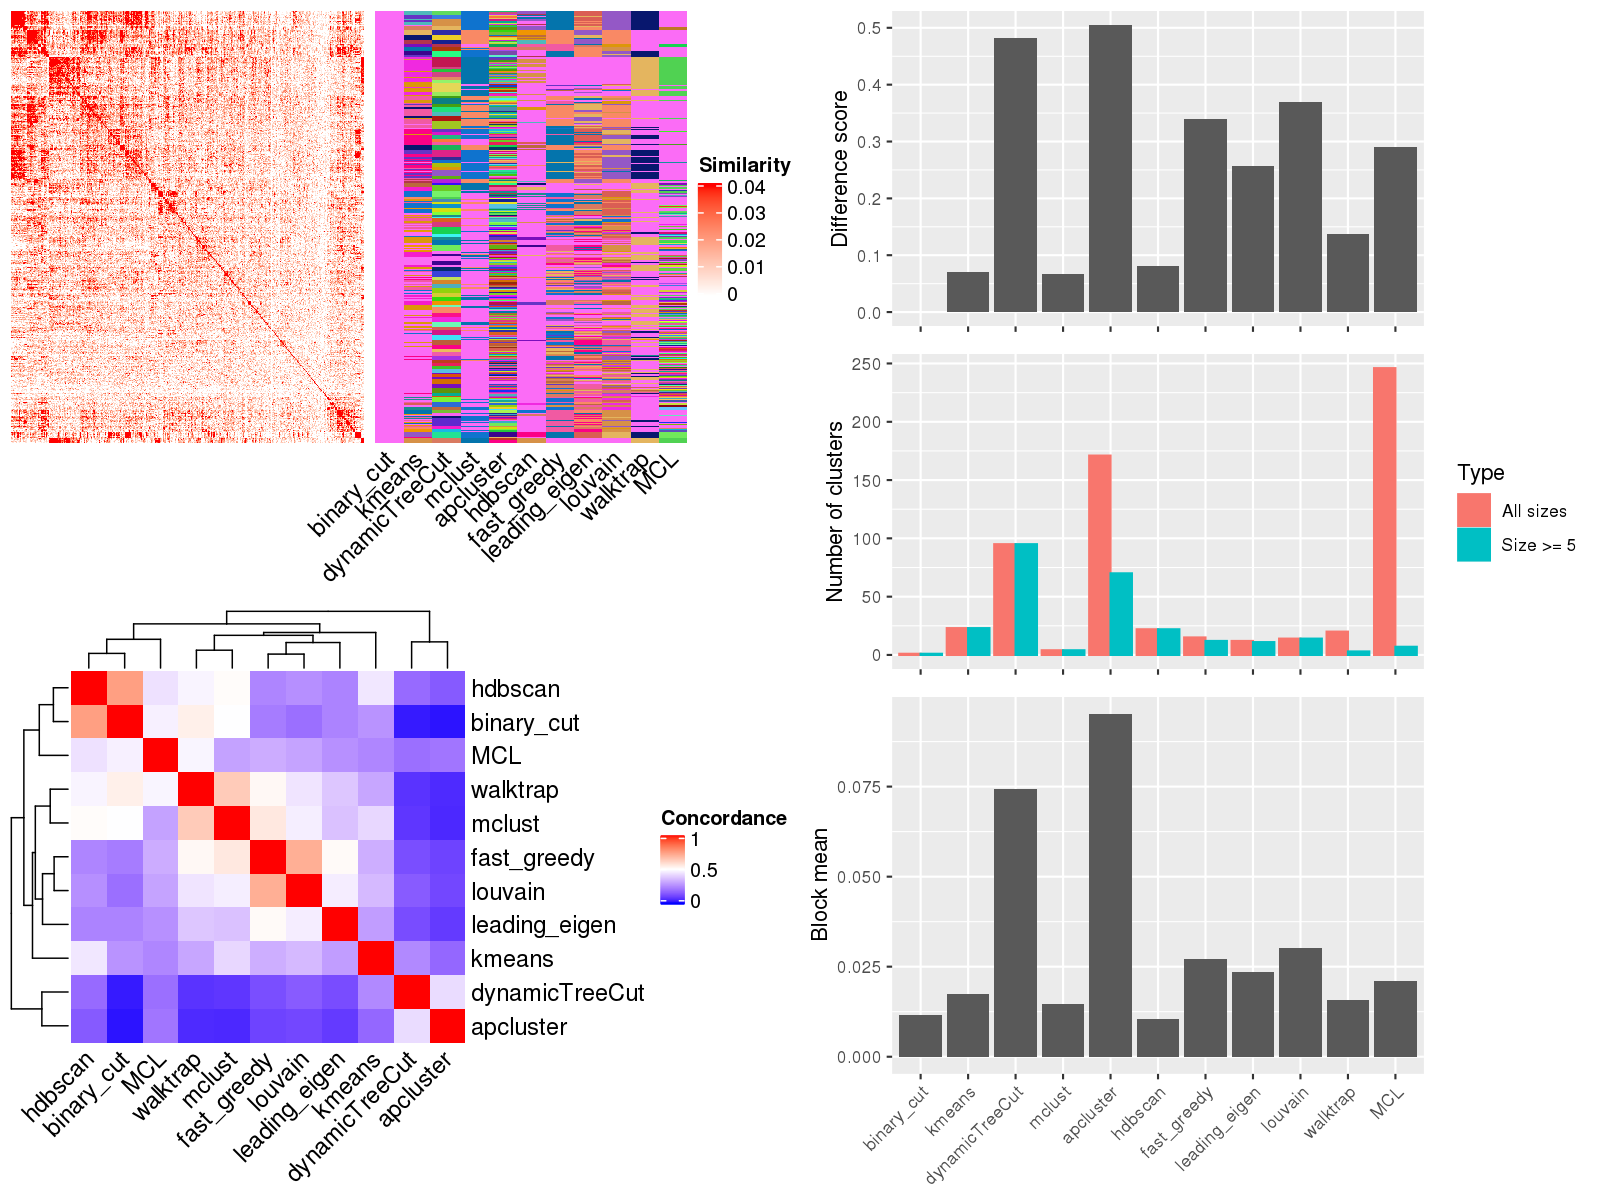 Similarity
0.04
0.03
0.02
0.01
0
binary_cut
kmeans
dynamicTreeCut
mclust
apcluster
hdbscan
fast_greedy
leading_eigen
louvain
walktrap
MCL
hdbscan
binary_cut
MCL
walktrap
mclust
fast_greedy
louvain
leading_eigen
kmeans
dynamicTreeCut
apcluster
Concordance
1
0.5
0
hdbscan
binary_cut
MCL
walktrap
mclust
fast_greedy
louvain
leading_eigen
kmeans
dynamicTreeCut
apcluster
Difference score
0.5
0.4
0.3
0.2
0.1
0.0
Number of clusters
250
200
150
100
50
0
Type
All sizes
Size >= 5
Block mean
0.075
0.050
0.025
0.000
binary_cut
kmeans
dynamicTreeCut
mclust
apcluster
hdbscan
fast_greedy
leading_eigen
louvain
walktrap
MCL